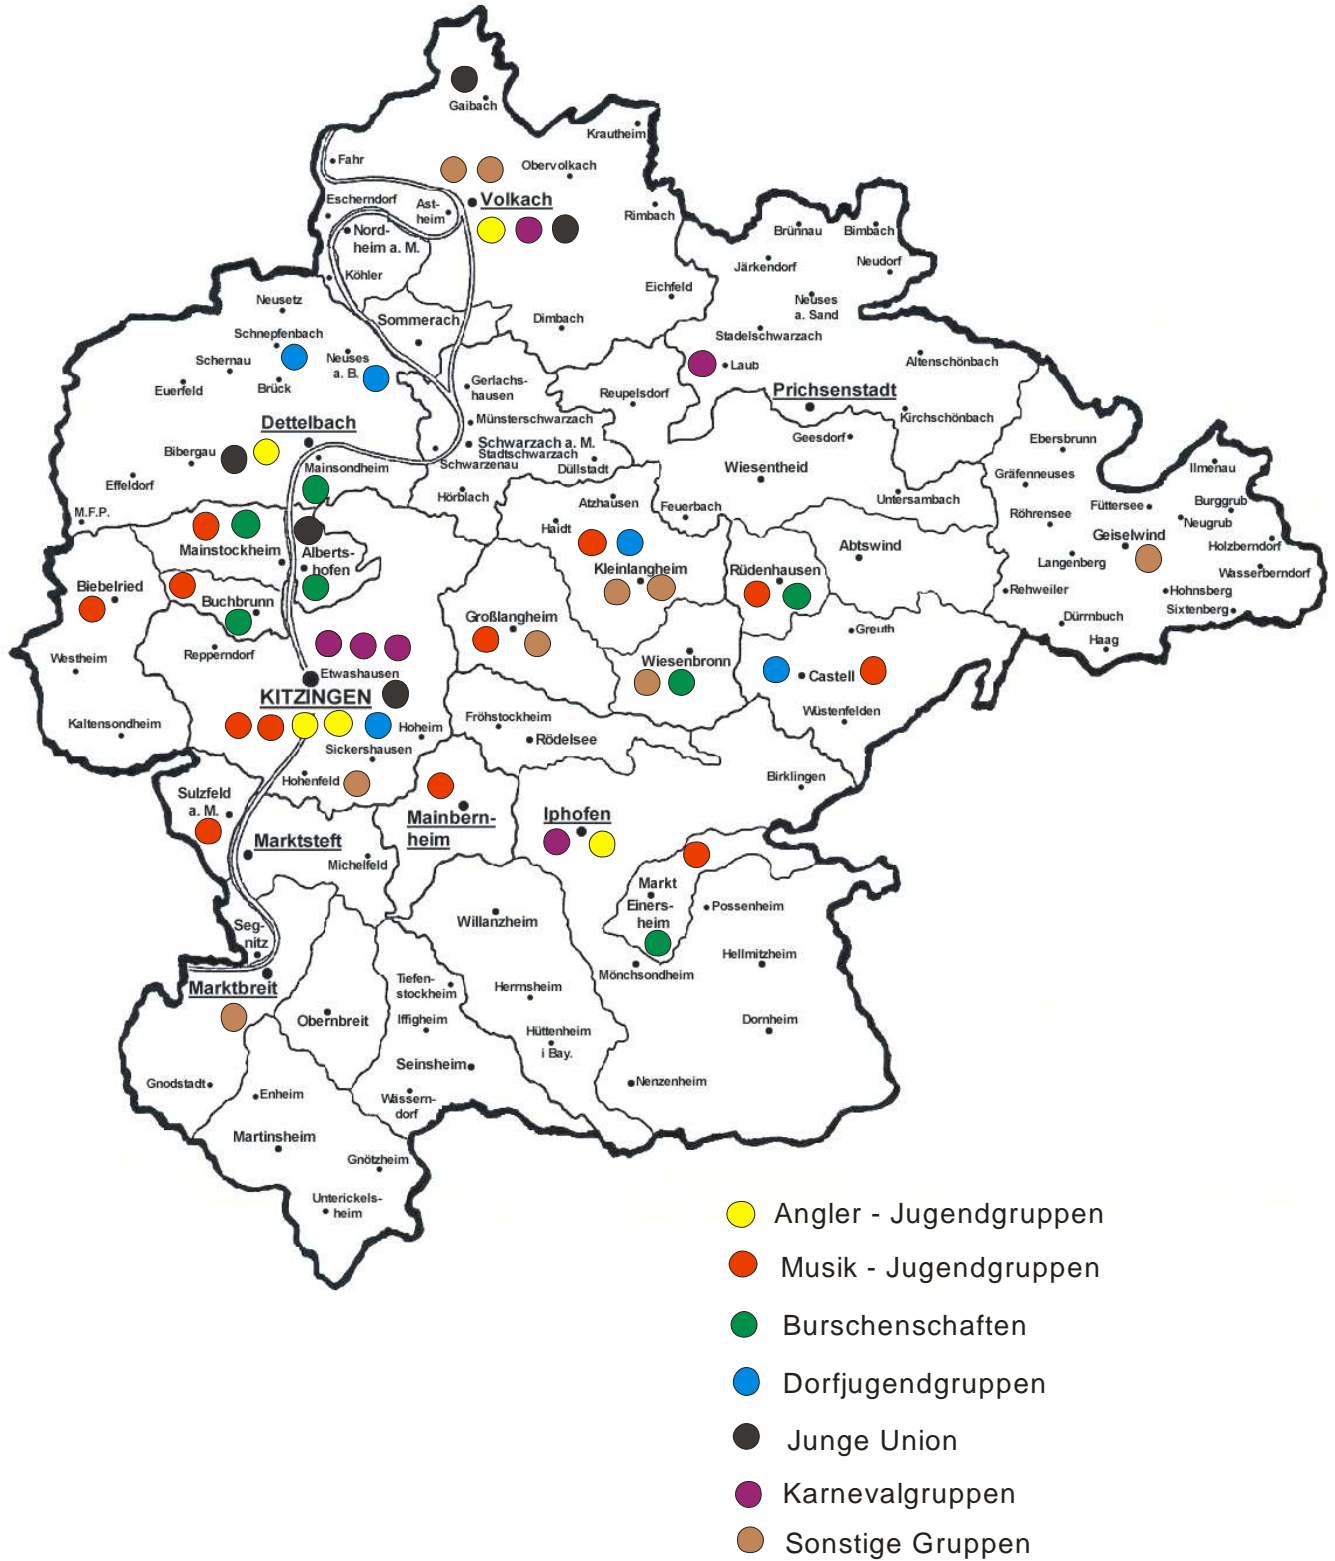 Gaibach
Krautheim
Fahr
Obervolkach
Escherndorf
Ast-
heim
Volkach
Rimbach
Nord-
heim a. M.
Brünnau
Bimbach
Järkendorf
Neudorf
Köhler
Eichfeld
Neuses
a. Sand
Neusetz
Sommerach
Dimbach
Schnepfenbach
Stadelschwarzach
Schernau
Neuses
a. B.
Laub
Altenschönbach
Euerfeld
Brück
Gerlachs-
hausen
Reupelsdorf
Prichsenstadt
Dettelbach
Münsterschwarzach
Kirchschönbach
Bibergau
Schwarzach a. M.
Stadtschwarzach
Geesdorf
Ebersbrunn
Mainsondheim
Schwarzenau
Düllstadt
Wiesentheid
Gräfenneuses
Ilmenau
Effeldorf
Hörblach
Atzhausen
Feuerbach
Untersambach
Füttersee
Burggrub
M.F.P.
Haidt
Röhrensee
Neugrub
Mainstockheim
Alberts-
hofen
Abtswind
Geiselwind
Holzberndorf
Biebelried
Kleinlangheim
Rüdenhausen
Langenberg
Wasserberndorf
Buchbrunn
Rehweiler
Hohnsberg
Großlangheim
Dürrnbuch
Sixtenberg
Greuth
Haag
Westheim
Repperndorf
Wiesenbronn
Etwashausen
Castell
KITZINGEN
Kaltensondheim
Hoheim
Fröhstockheim
Wüstenfelden
Sickershausen
Rödelsee
Hohenfeld
Birklingen
Sulzfeld
a. M.
Mainbern-
heim
Iphofen
Marktsteft
Michelfeld
Markt
Einers-
heim
Possenheim
Willanzheim
Seg-
nitz
Hellmitzheim
Mönchsondheim
Marktbreit
Tiefen-
stockheim
Herrnsheim
Obernbreit
Iffigheim
Dornheim
Hüttenheim
i Bay.
Seinsheim
Gnodstadt
Enheim
Nenzenheim
Wässern-
dorf
Martinsheim
Gnötzheim
Unterickels-
heim
Angler - Jugendgruppen
Musik - Jugendgruppen
Burschenschaften
Dorfjugendgruppen
Junge Union
Karnevalgruppen
Sonstige Gruppen